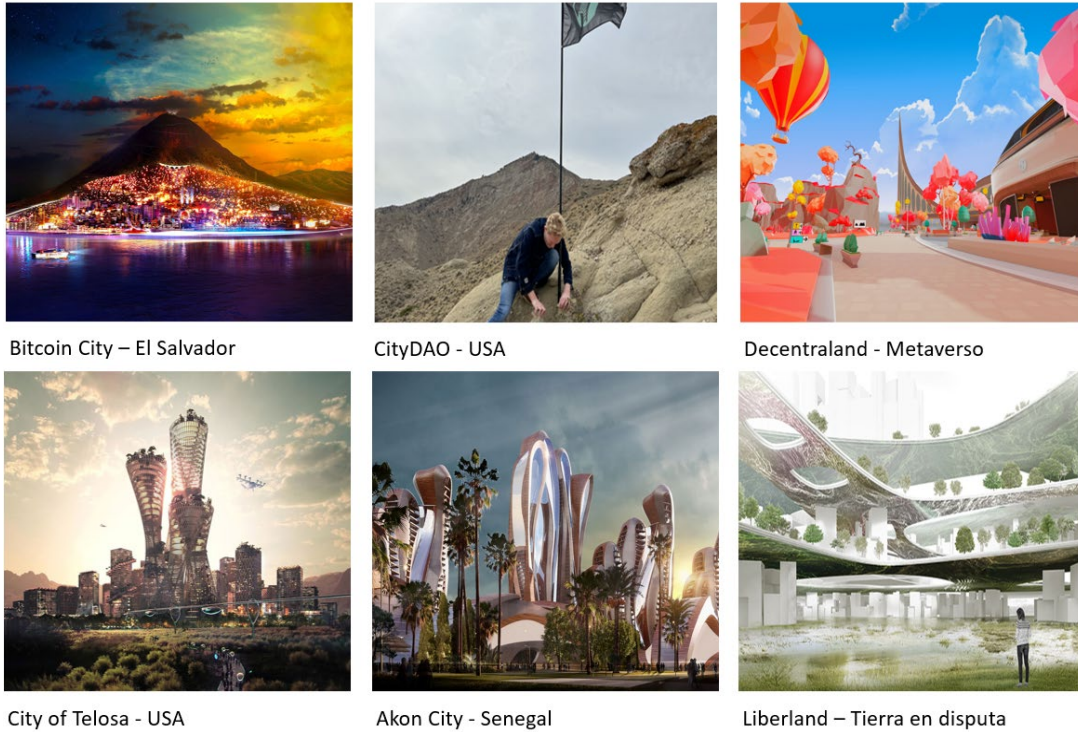 Bitcoin City – El Salvador
CityDAO - USA
Decentraland - Metaverso
City of Telosa - USA
Akon City - Senegal
Liberland – Tierra en disputa